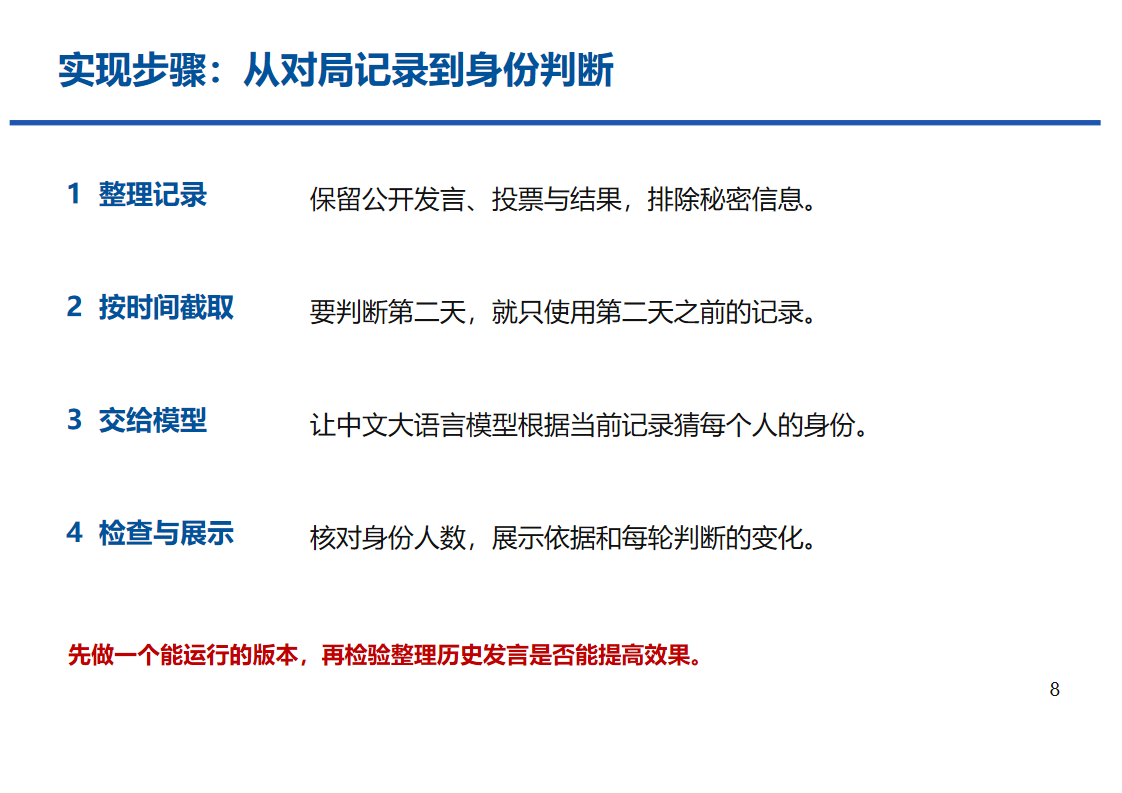 实现步骤：从对局记录到身份判断
1 整理记录 保留公开发言、投票与结果，排除秘密信息。
2 按时间截取 要判断第二天，就只使用第二天之前的记录。
3 交给模型 让中文大语言模型根据当前记录猜每个人的身份。
4 检查与展示 核对身份人数，展示依据和每轮判断的变化。
先做一个能运行的版本，再检验整理历史发言是否能提高效果。
8